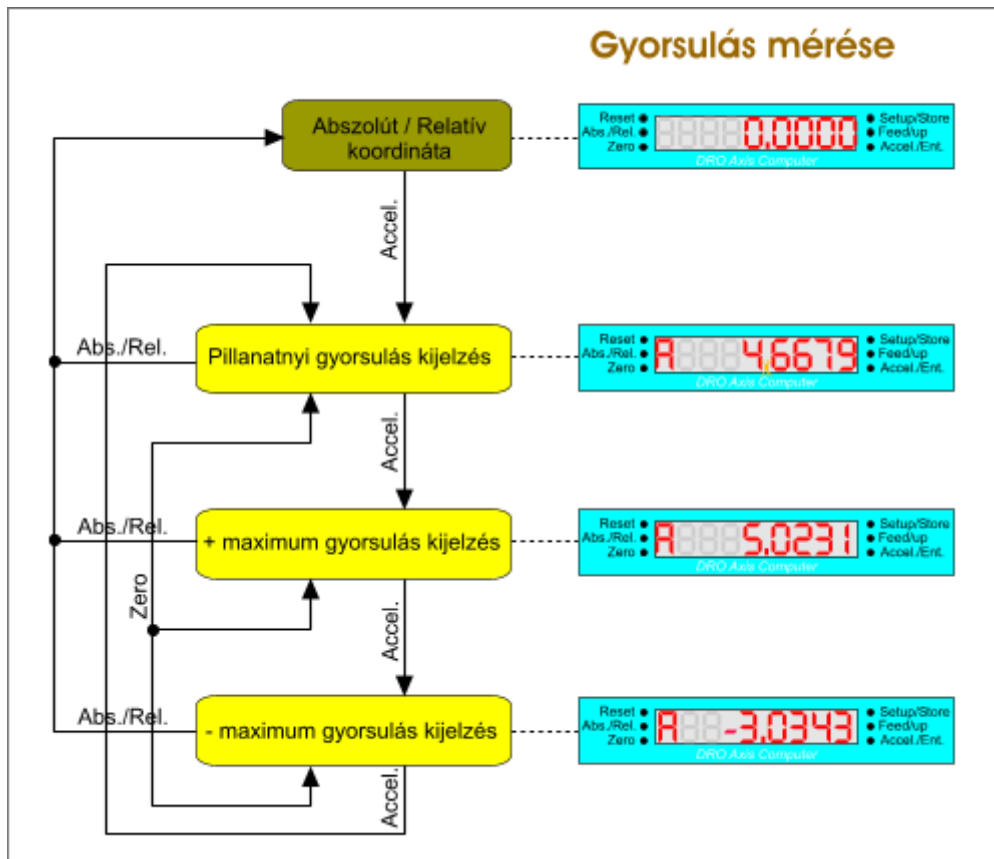 Gyorsulás mérése
Abszolút / Relatív
koordináta
Reset
Abs./Rel.
Zero
0.0000
Setup/Store
Feed/up
Accel./Ent.
DRO Axis Computer
Accel.
Abs./Rel.
Pillanatnyi gyorsulás kijelzés
Reset
Abs./Rel.
Zero
A 4.6679
Setup/Store
Feed/up
Accel./Ent.
DRO Axis Computer
Accel.
Abs./Rel.
+ maximum gyorsulás kijelzés
Reset
Abs./Rel.
Zero
A 5.0231
Setup/Store
Feed/up
Accel./Ent.
DRO Axis Computer
Zero
Accel.
Abs./Rel.
- maximum gyorsulás kijelzés
Reset
Abs./Rel.
Zero
A -3.0343
Setup/Store
Feed/up
Accel./Ent.
DRO Axis Computer
Accel.